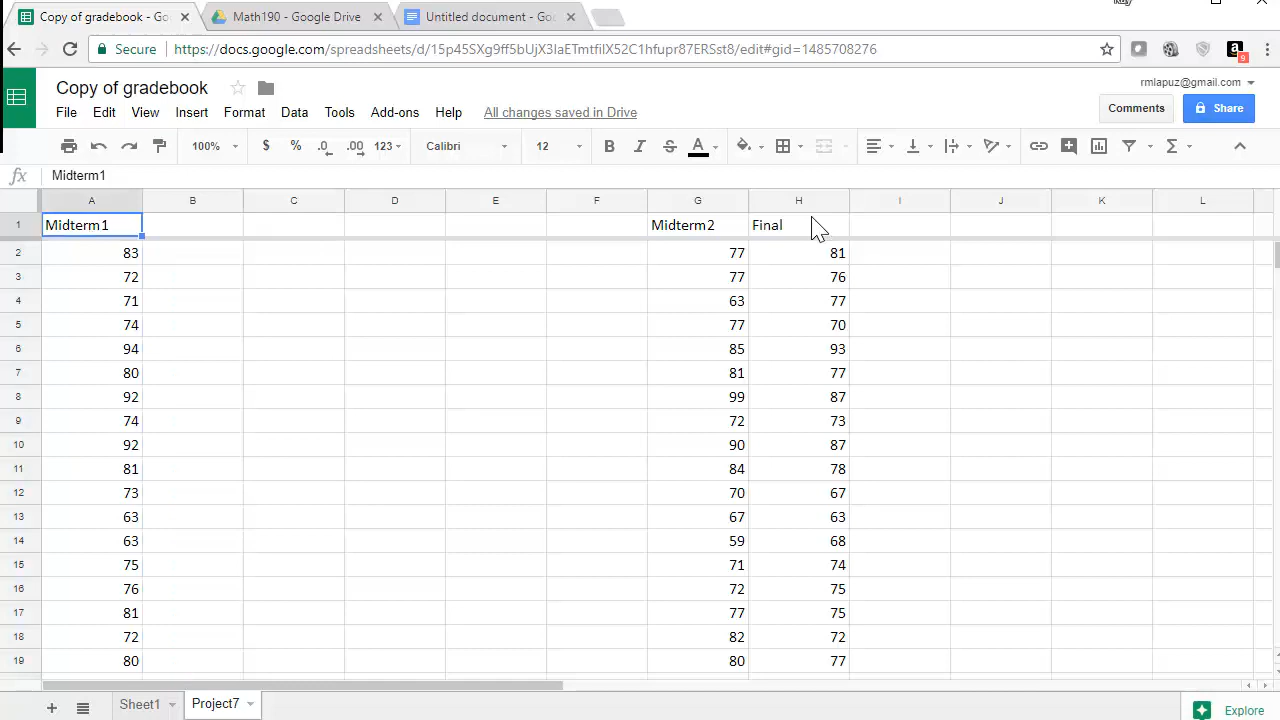 Copy of gradebook - Go
Math190 - Google Drive
Untitled document - Goo
Secure https://docs.google.com/spreadsheets/d/15p45SXg9ff5bUjX3IaETmtfiIX52C1hfupr87ERSst8/edit#gid=1485708276
9
Copy of gradebook
rmlapuz@gmail.com
File Edit View Insert Format Data Tools Add-ons Help All changes saved in Drive
Comments Share
100% $ % .0 .00 123 Calibri 12 B I S A
fx Midterm1
A B C D E F G H I J K L
1 Midterm1 Midterm2 Final
2 83 77 81
3 72 77 76
4 71 63 77
5 74 77 70
6 94 85 93
7 80 81 77
8 92 99 87
9 74 72 73
10 92 90 87
11 81 84 78
12 73 70 67
13 63 67 63
14 63 59 68
15 75 71 74
16 76 72 75
17 81 77 75
18 72 82 72
19 80 80 77
Sheet1 Project7
Explore